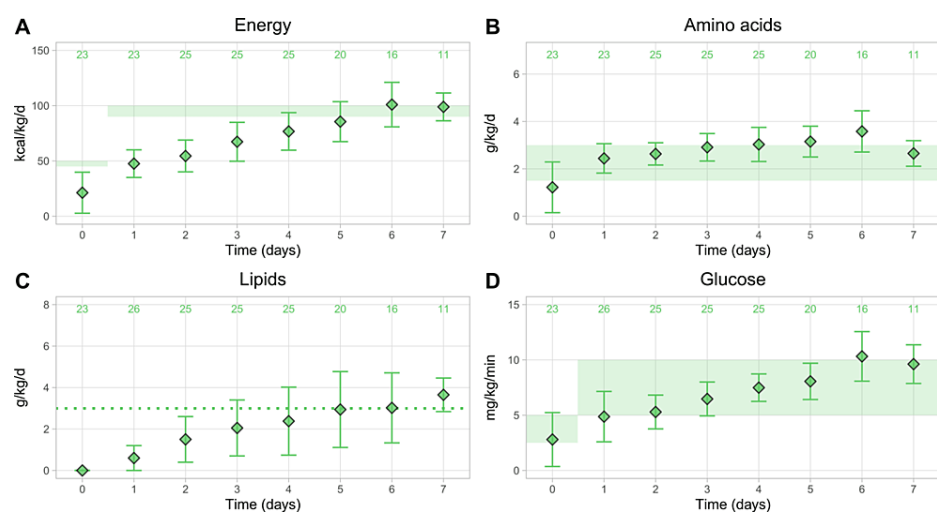 A
Energy
23 23 25 25 25 20 16 11
150
100
50
0
kcal/kg/d
0 1 2 3 4 5 6 7
Time (days)
B
Amino acids
23 23 25 25 25 20 16 11
6
4
2
0
g/kg/d
0 1 2 3 4 5 6 7
Time (days)
C
Lipids
23 26 25 25 25 20 16 11
8
6
4
2
0
g/kg/d
0 1 2 3 4 5 6 7
Time (days)
D
Glucose
23 26 25 25 25 20 16 11
15
10
5
0
mg/kg/min
0 1 2 3 4 5 6 7
Time (days)